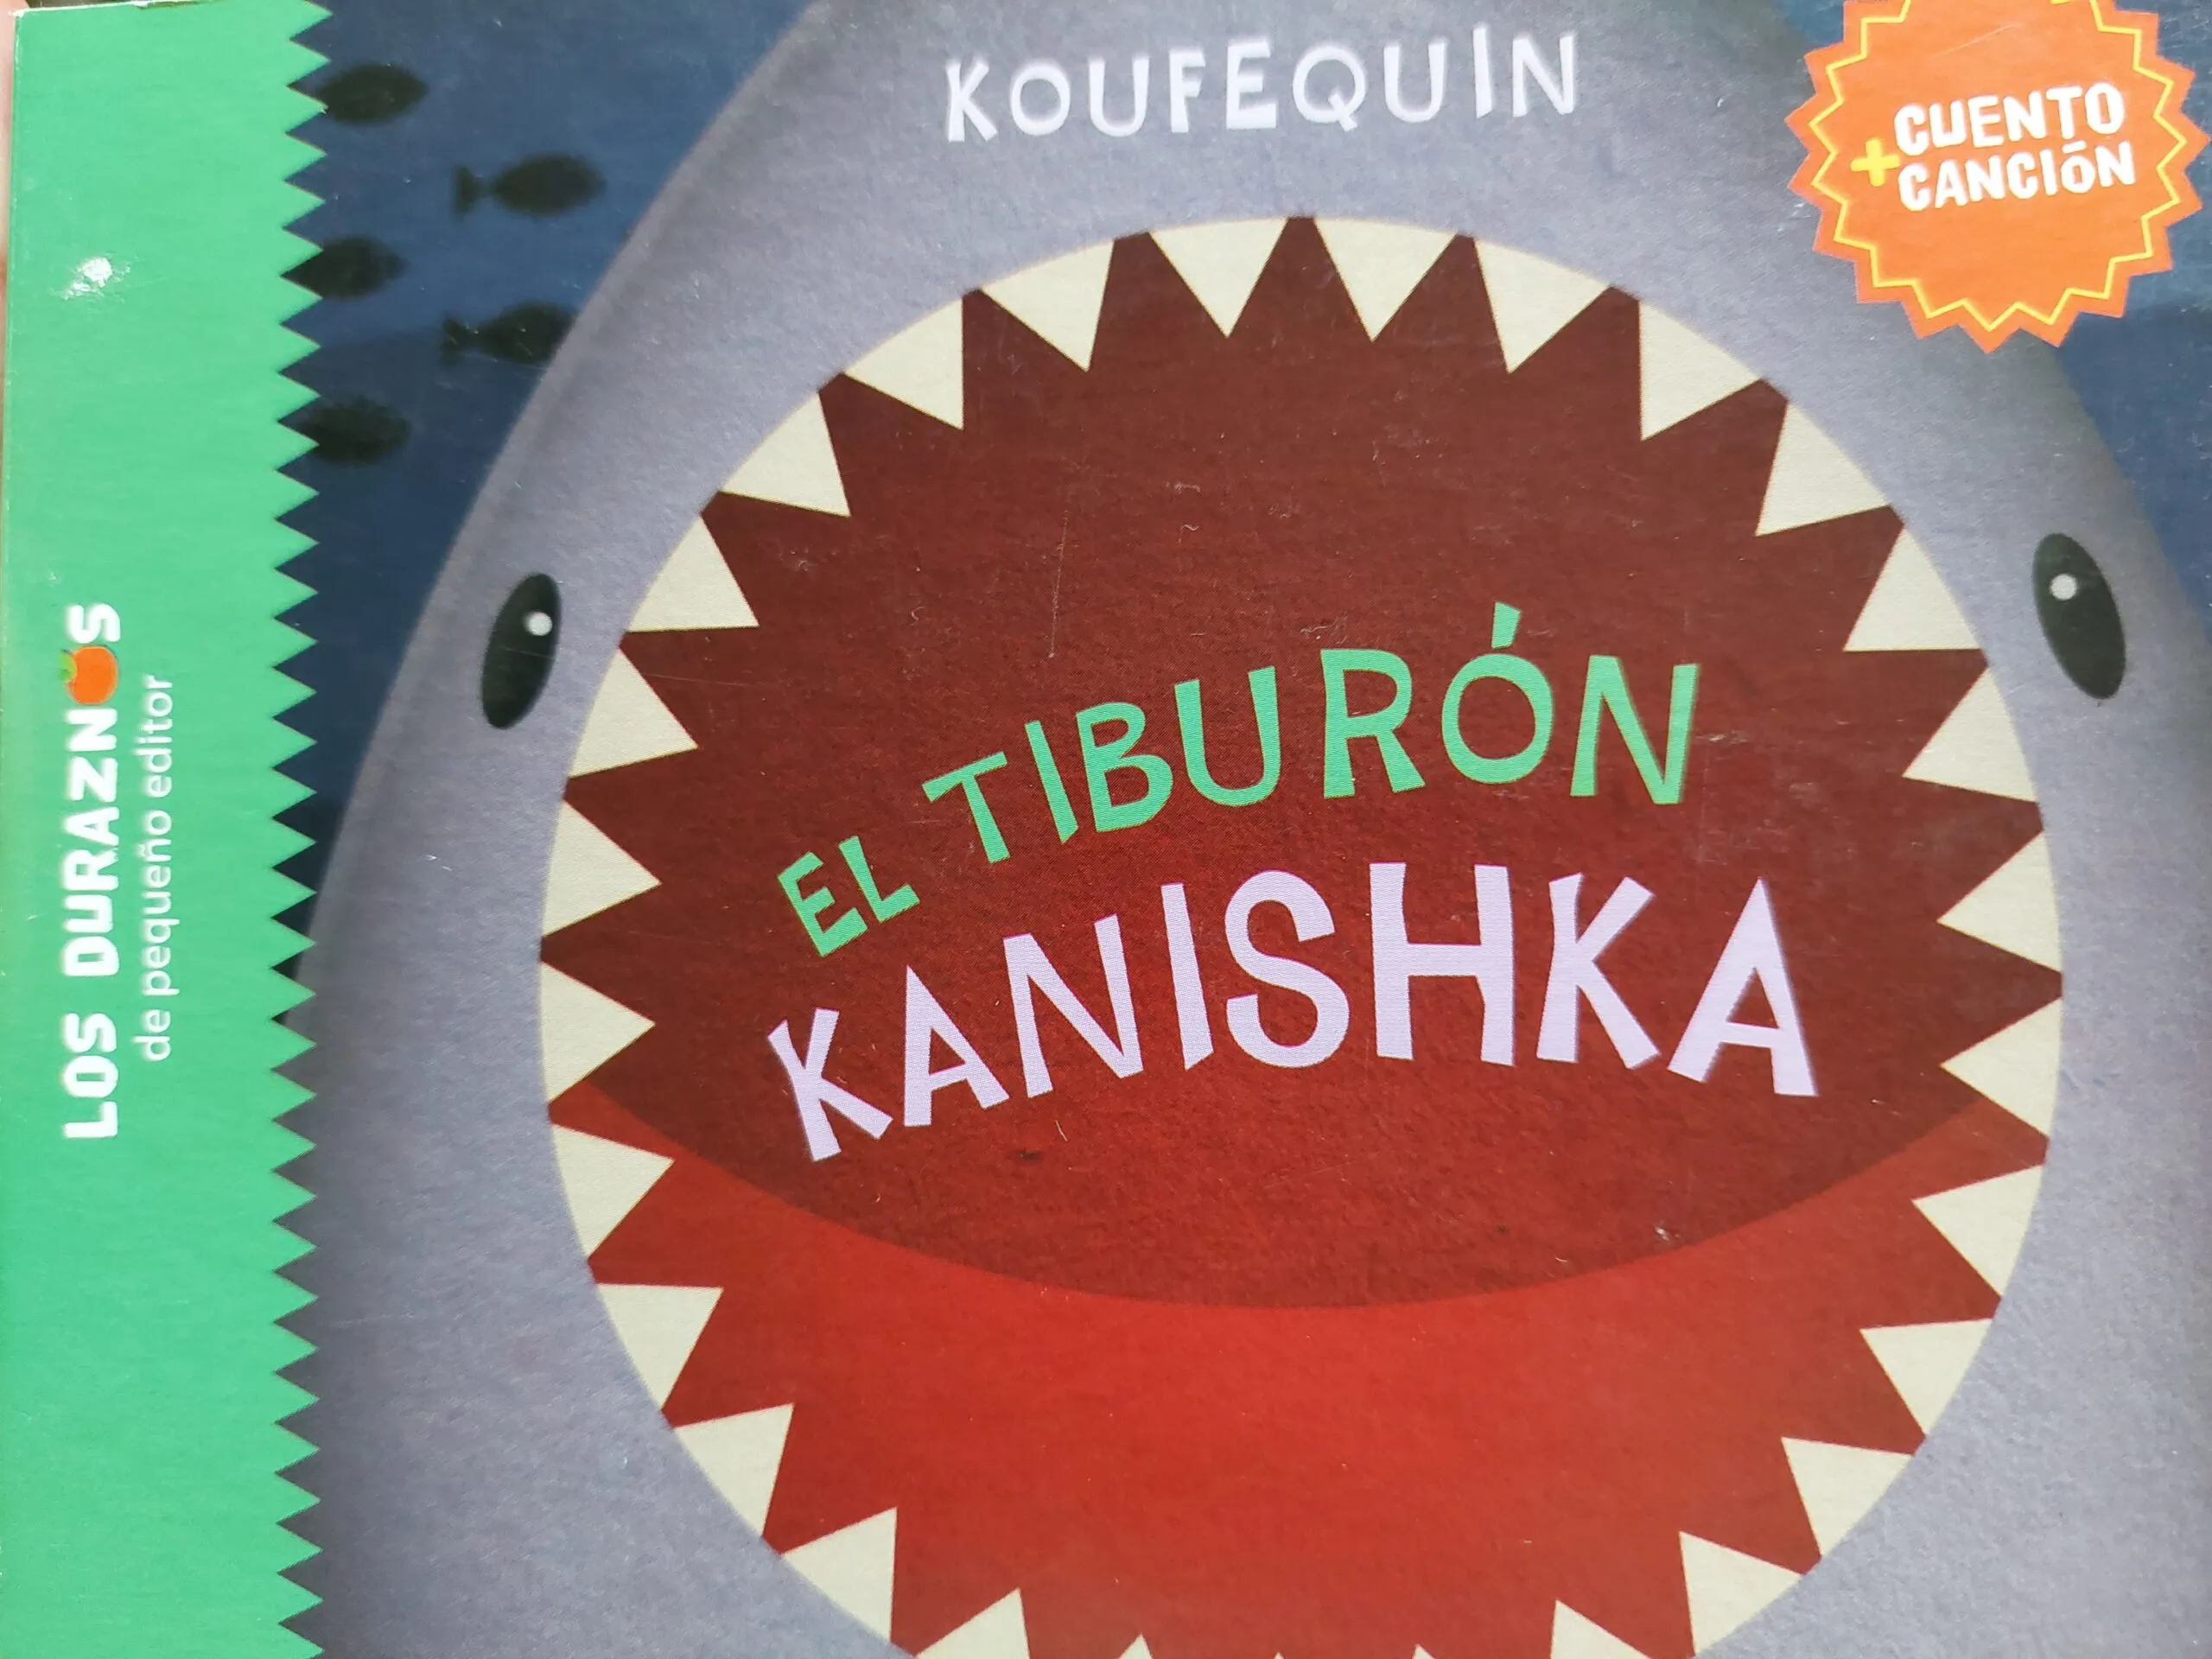 KOUFEQUIN
+CUENTO
CANCIÓN
EL TIBURÓN
KANISHKA
LOS DURAZNOS
de pequeño editor